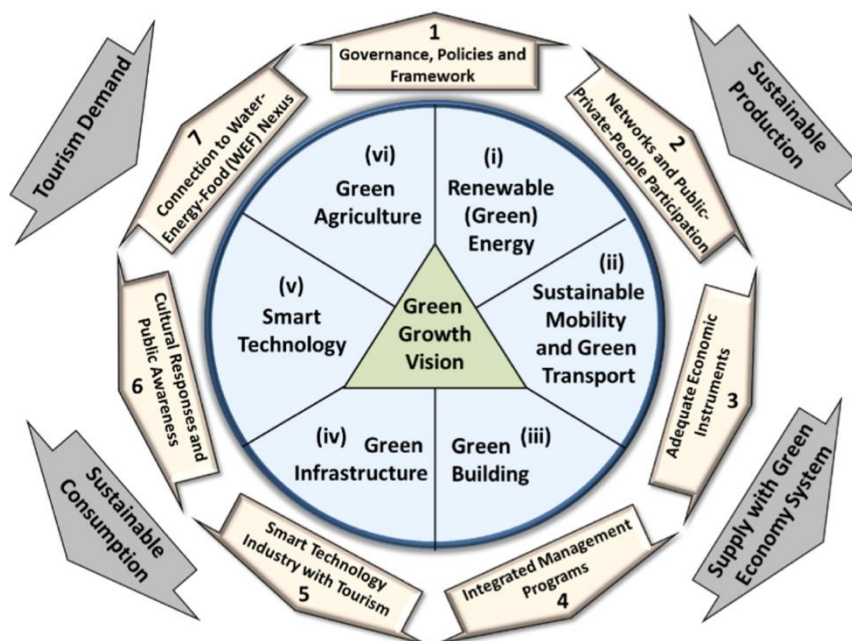 1
Governance, Policies and
Framework
2
Networks and Public-
Private-People Participation
3
Adequate Economic
Instruments
4
Integrated Management
Programs
5
Smart Technology
Industry with Tourism
6
Cultural Responses and
Public Awareness
7
Connection to Water-
Energy-Food (WEF) Nexus
Tourism Demand
Sustainable
Production
Supply with Green
Economy System
Sustainable
Consumption
(i)
Renewable
(Green)
Energy
(ii)
Sustainable
Mobility
and Green
Transport
(iii)
Green
Building
(iv) Green
Infrastructure
(v)
Smart
Technology
(vi)
Green
Agriculture
Green
Growth
Vision